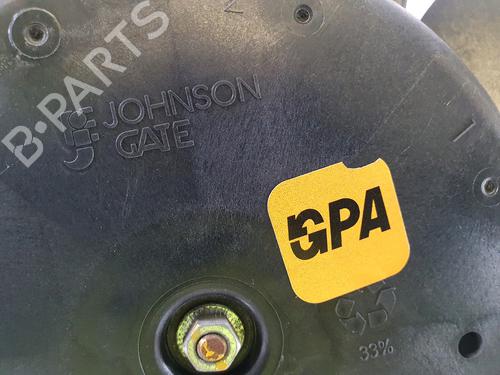 B-PARTS
JOHNSON
GATE
GPA
33%